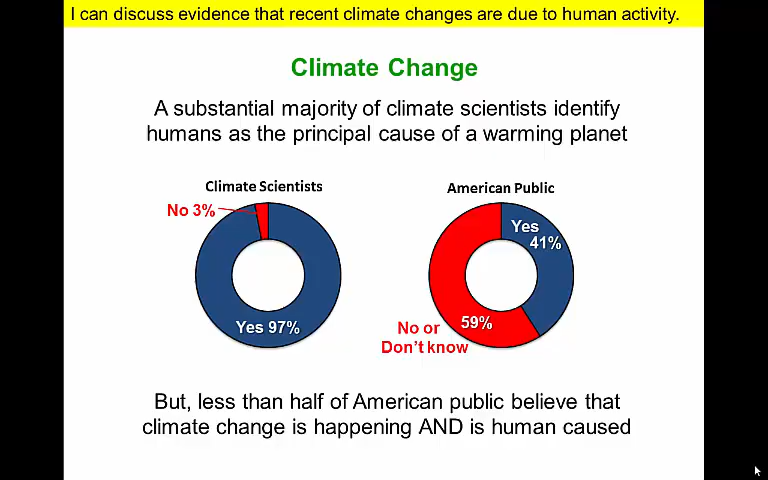 I can discuss evidence that recent climate changes are due to human activity.
Climate Change
A substantial majority of climate scientists identify
humans as the principal cause of a warming planet
Climate Scientists
No 3%
Yes 97%
American Public
Yes
41%
59%
No or
Don't know
But, less than half of American public believe that
climate change is happening AND is human caused